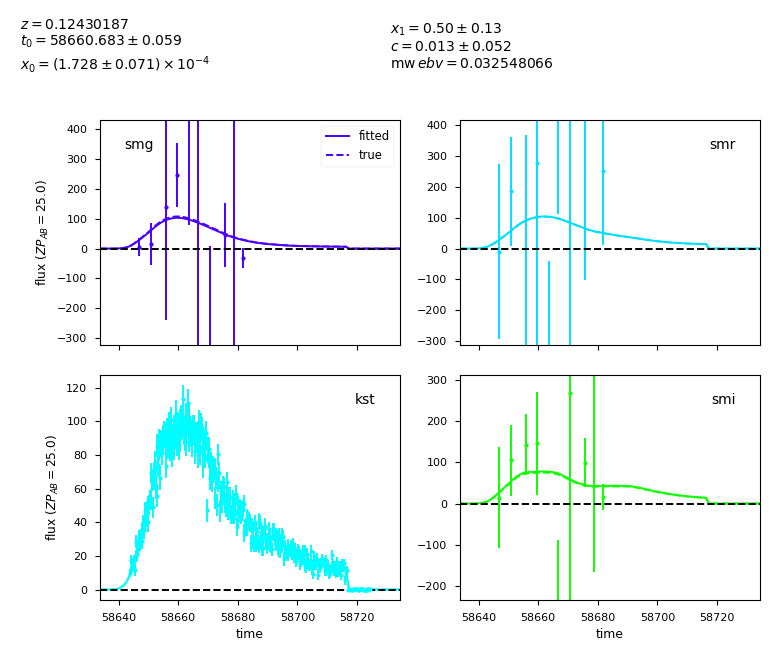 z = 0.12430187
t₀ = 58660.683 ± 0.059
x₀ = (1.728 ± 0.071) × 10⁻⁴
x₁ = 0.50 ± 0.13
c = 0.013 ± 0.052
mw ebv = 0.032548066
smg
fitted
true
400
300
200
100
0
−100
−200
−300
flux (ZP_AB = 25.0)
smr
400
300
200
100
0
−100
−200
−300
kst
120
100
80
60
40
20
0
flux (ZP_AB = 25.0)
58640 58660 58680 58700 58720
time
smi
300
200
100
0
−100
−200
58640 58660 58680 58700 58720
time